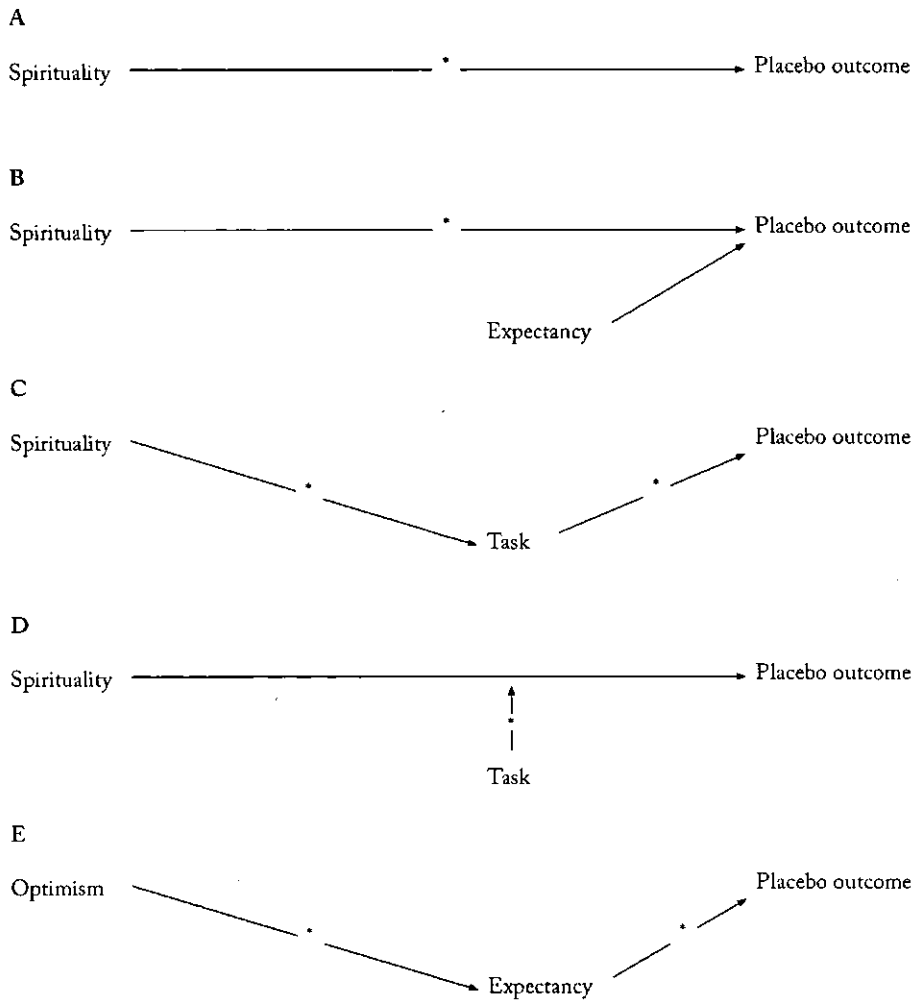 A
Spirituality * Placebo outcome
B
Spirituality * Placebo outcome
Expectancy
C
Spirituality Placebo outcome
* *
Task
D
Spirituality Placebo outcome
*
Task
E
Optimism Placebo outcome
* *
Expectancy